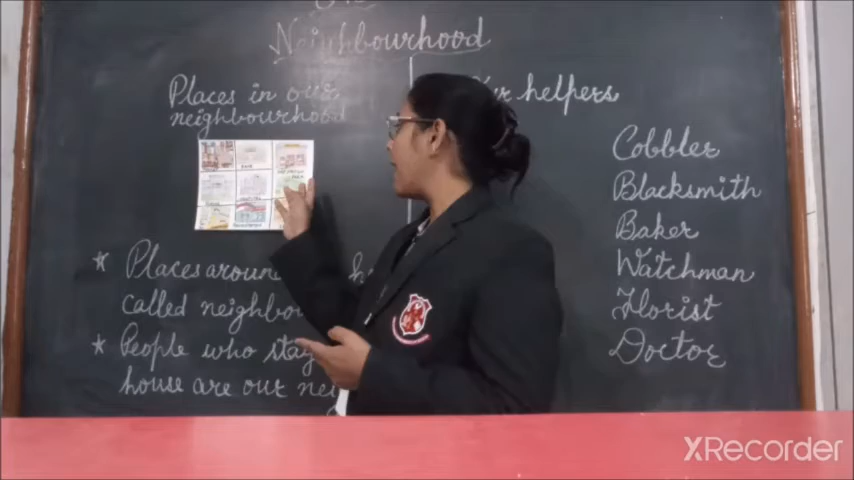 Neighbourhood
Places in our
neighbourhood
helpers
Cobbler
Blacksmith
Baker
Watchman
Florist
Doctor
* Places around
called neighbou
* People who stay
house are our nei
XRecorder